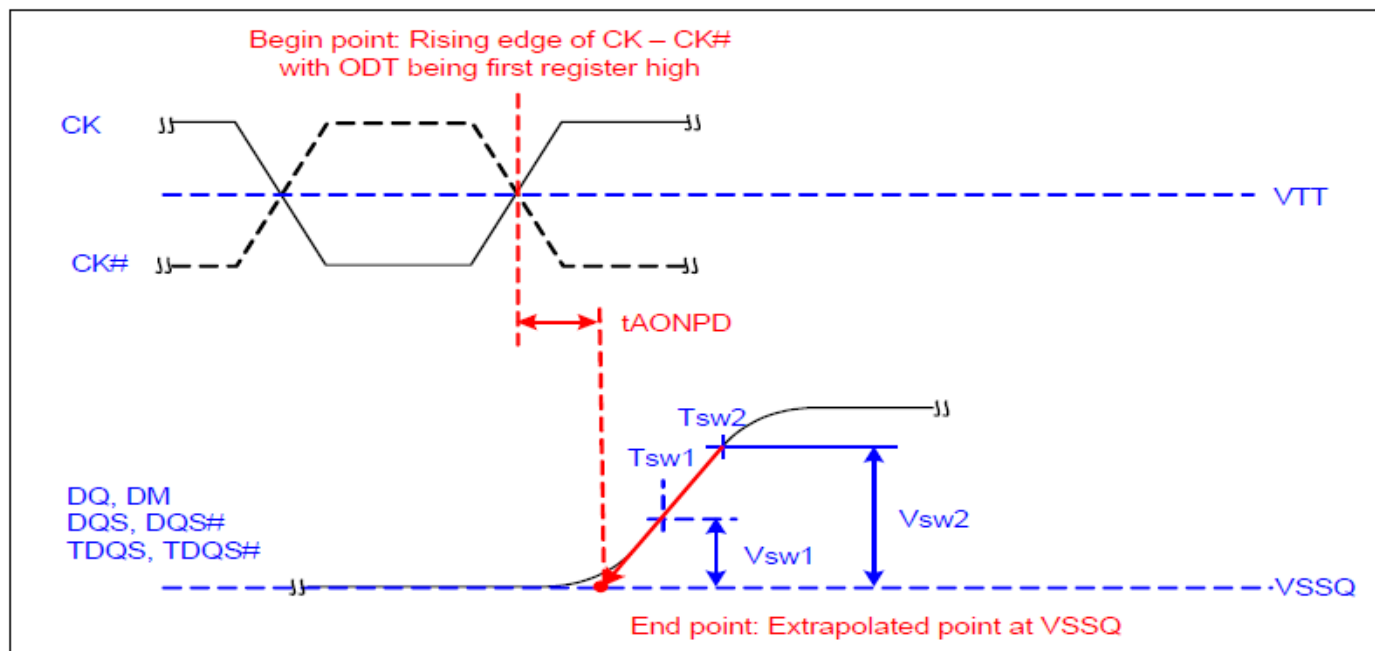 Begin point: Rising edge of CK – CK#
with ODT being first register high
CK
VTT
CK#
tAONPD
Tsw2
Tsw1
DQ, DM
DQS, DQS#
TDQS, TDQS#
Vsw2
Vsw1
VSSQ
End point: Extrapolated point at VSSQ